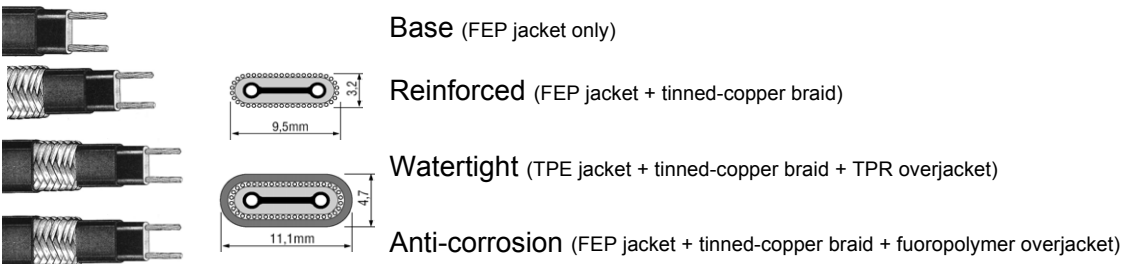 Base (FEP jacket only)
Reinforced (FEP jacket + tinned-copper braid)
3,2
9,5mm
Watertight (TPE jacket + tinned-copper braid + TPR overjacket)
4,7
11,1mm
Anti-corrosion (FEP jacket + tinned-copper braid + fuoropolymer overjacket)